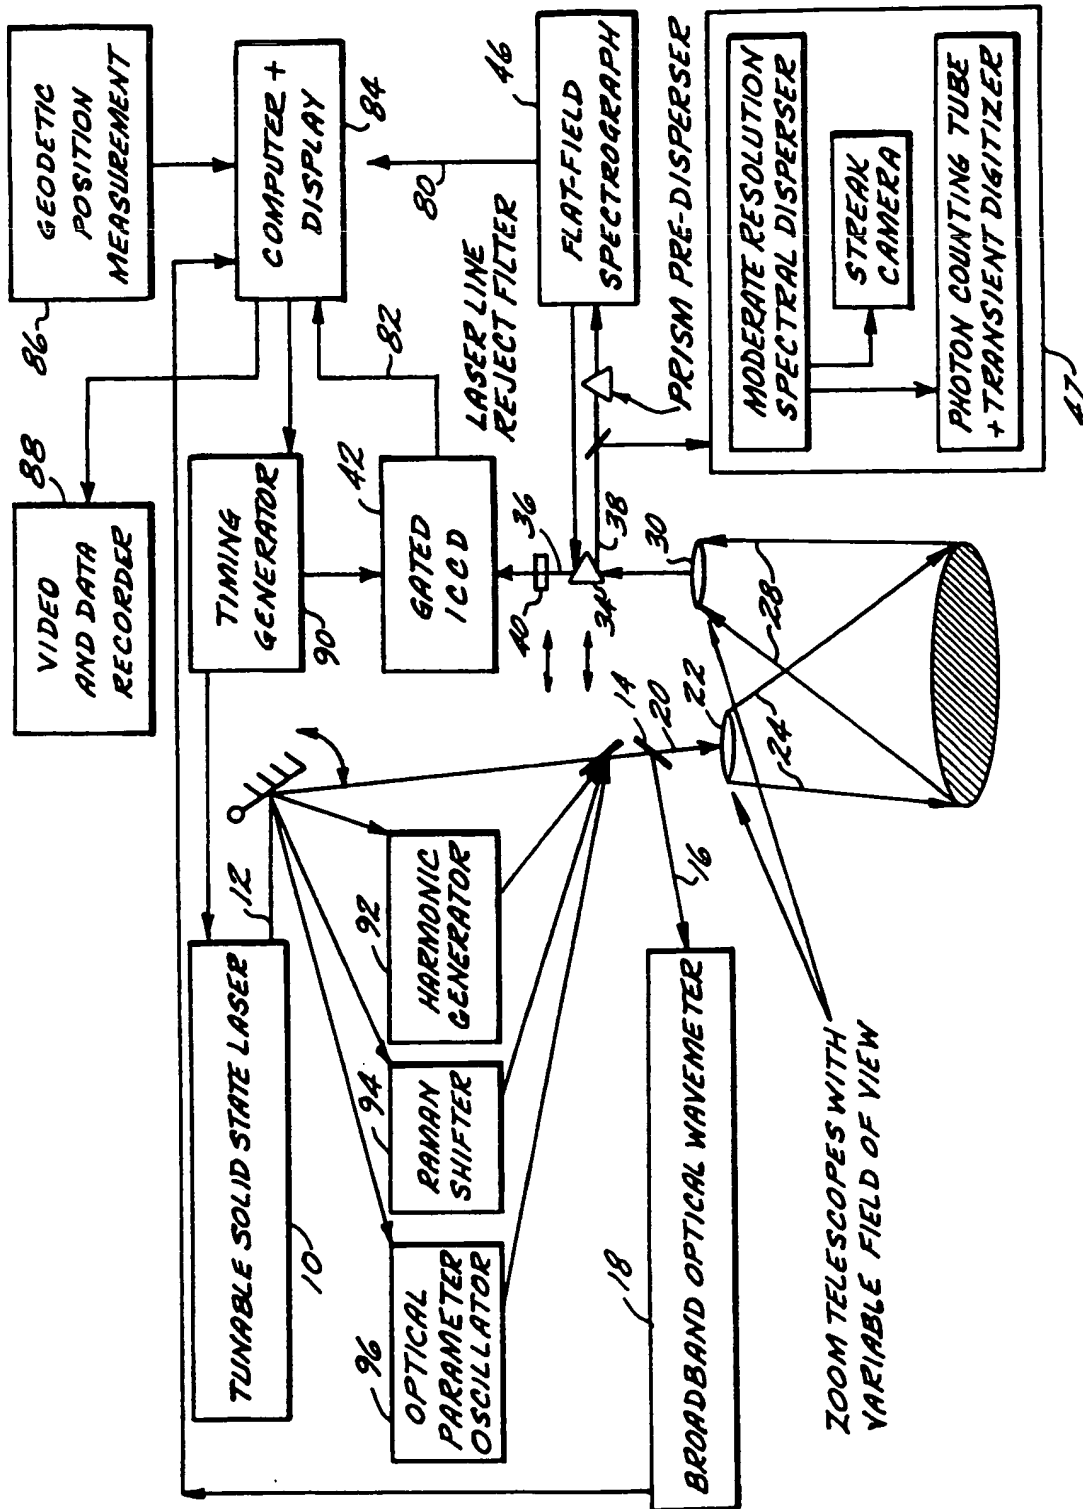 86
GEODETIC
POSITION
MEASUREMENT
88
VIDEO
AND DATA
RECORDER
COMPUTER +
DISPLAY
84
TIMING
GENERATOR
90
82
80
TUNABLE SOLID STATE LASER
10
12
GATED
ICCD
42
LASER LINE
REJECT FILTER
FLAT-FIELD
SPECTROGRAPH
46
96
OPTICAL
PARAMETER
OSCILLATOR
94
RAMAN
SHIFTER
92
HARMONIC
GENERATOR
40
36
34
38
PRISM PRE-DISPERSER
14
20
16
18
BROADBAND OPTICAL WAVEMETER
22
24
28
30
ZOOM TELESCOPES WITH
VARIABLE FIELD OF VIEW
MODERATE RESOLUTION
SPECTRAL DISPERSER
STREAK
CAMERA
PHOTON COUNTING TUBE
+ TRANSIENT DIGITIZER
47